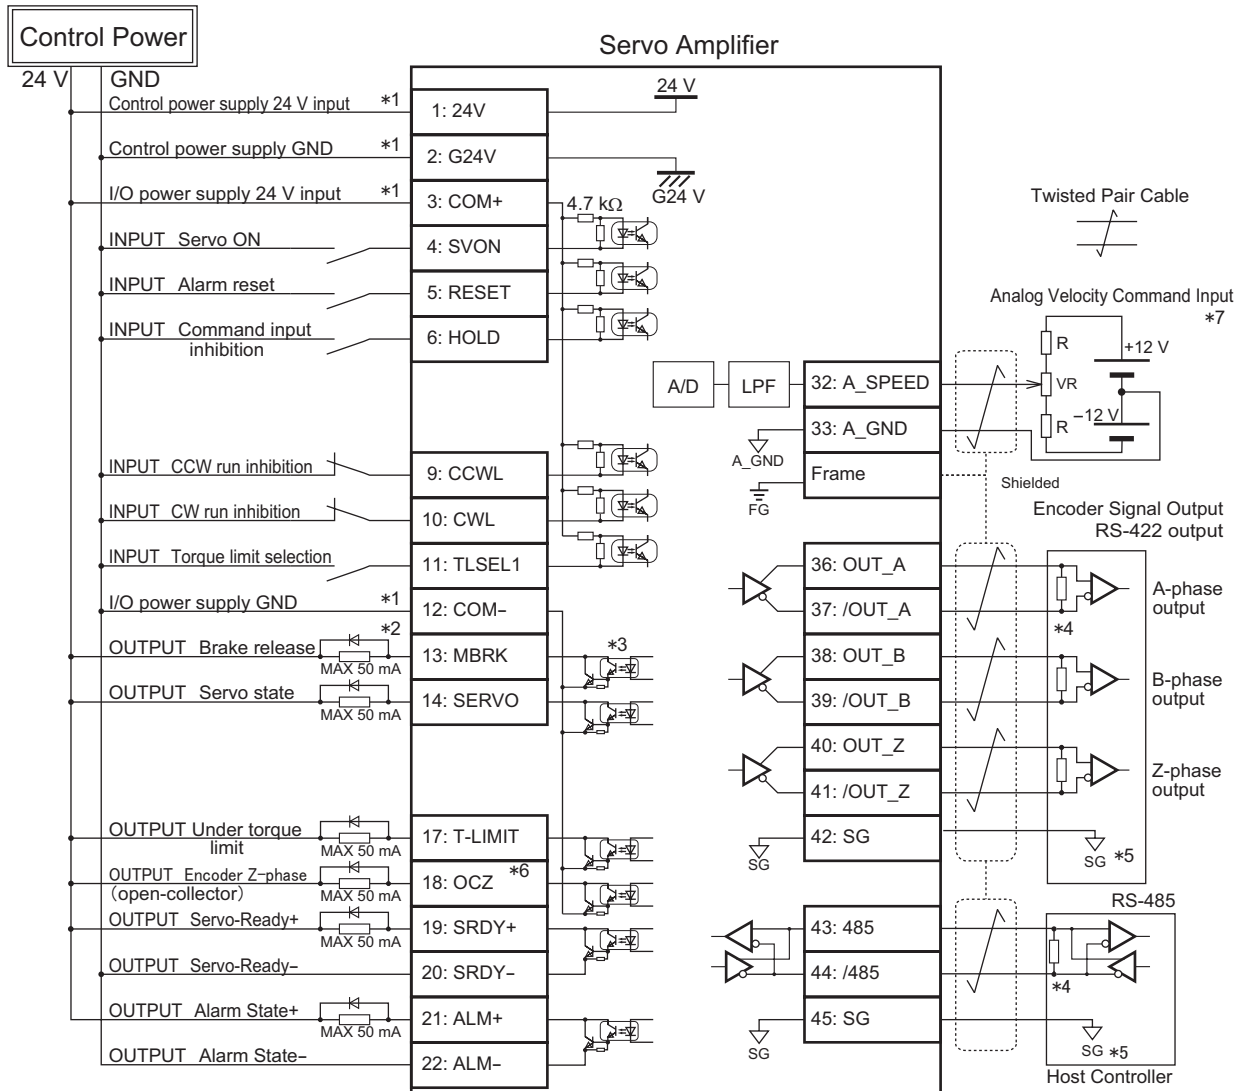 Control Power
Servo Amplifier
24 V
GND
Control power supply 24 V input *1
1: 24V
24 V
Control power supply GND *1
2: G24V
G24 V
I/O power supply 24 V input *1
3: COM+
4.7 kΩ
INPUT Servo ON
4: SVON
INPUT Alarm reset
5: RESET
INPUT Command input
inhibition
6: HOLD
INPUT CCW run inhibition
9: CCWL
INPUT CW run inhibition
10: CWL
INPUT Torque limit selection
11: TLSEL1
I/O power supply GND *1
12: COM−
*2
OUTPUT Brake release
MAX 50 mA
13: MBRK
*3
OUTPUT Servo state
MAX 50 mA
14: SERVO
OUTPUT Under torque
limit
MAX 50 mA
17: T-LIMIT
OUTPUT Encoder Z-phase
(open-collector)
MAX 50 mA
18: OCZ *6
OUTPUT Servo-Ready+
MAX 50 mA
19: SRDY+
OUTPUT Servo-Ready−
20: SRDY−
OUTPUT Alarm State+
MAX 50 mA
21: ALM+
OUTPUT Alarm State−
22: ALM−
Twisted Pair Cable
Analog Velocity Command Input
*7
R
+12 V
VR
R
−12 V
A/D
LPF
32: A_SPEED
33: A_GND
A_GND
Frame
FG
Shielded
Encoder Signal Output
RS-422 output
36: OUT_A
37: /OUT_A
*4
A-phase
output
38: OUT_B
39: /OUT_B
B-phase
output
40: OUT_Z
41: /OUT_Z
Z-phase
output
42: SG
SG
SG *5
RS-485
43: 485
44: /485
*4
45: SG
SG
SG *5
Host Controller